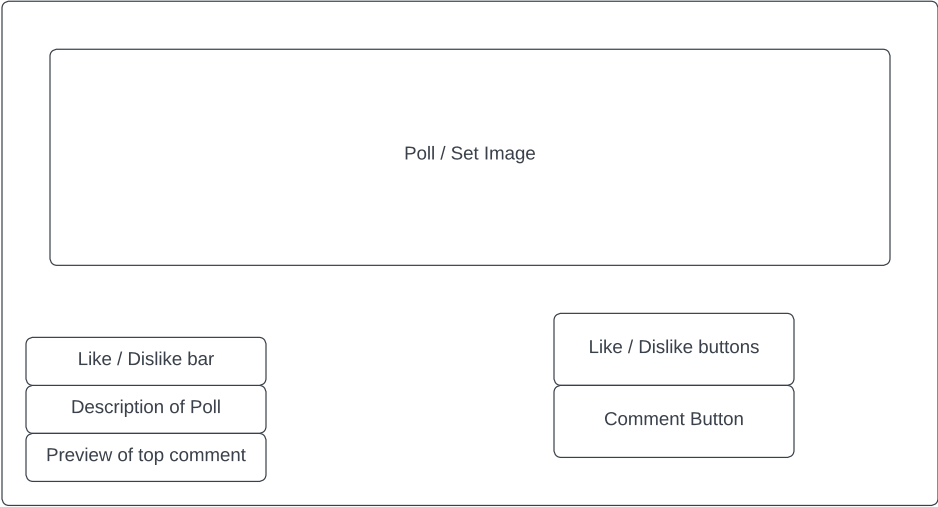 Poll / Set Image
Like / Dislike bar
Description of Poll
Preview of top comment
Like / Dislike buttons
Comment Button